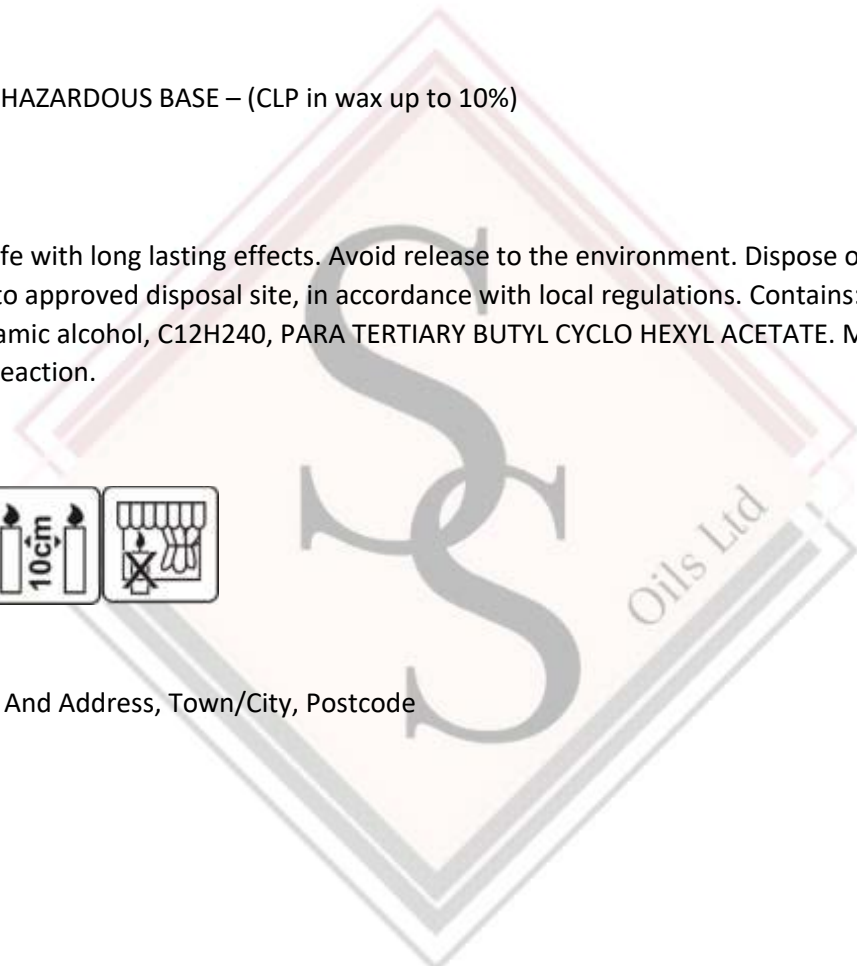 HAZARDOUS BASE – (CLP in wax up to 10%)
fe with long lasting effects. Avoid release to the environment. Dispose o
to approved disposal site, in accordance with local regulations. Contains:
amic alcohol, C12H240, PARA TERTIARY BUTYL CYCLO HEXYL ACETATE. M
eaction.
10cm
SS
Oils Ltd
And Address, Town/City, Postcode